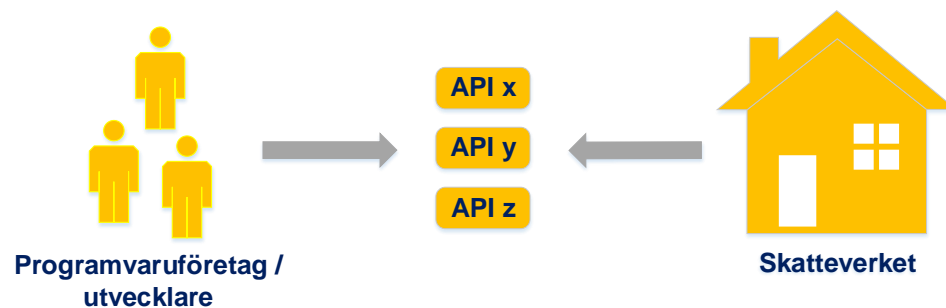 API x
API y
API z
Programvaruföretag /
utvecklare
Skatteverket